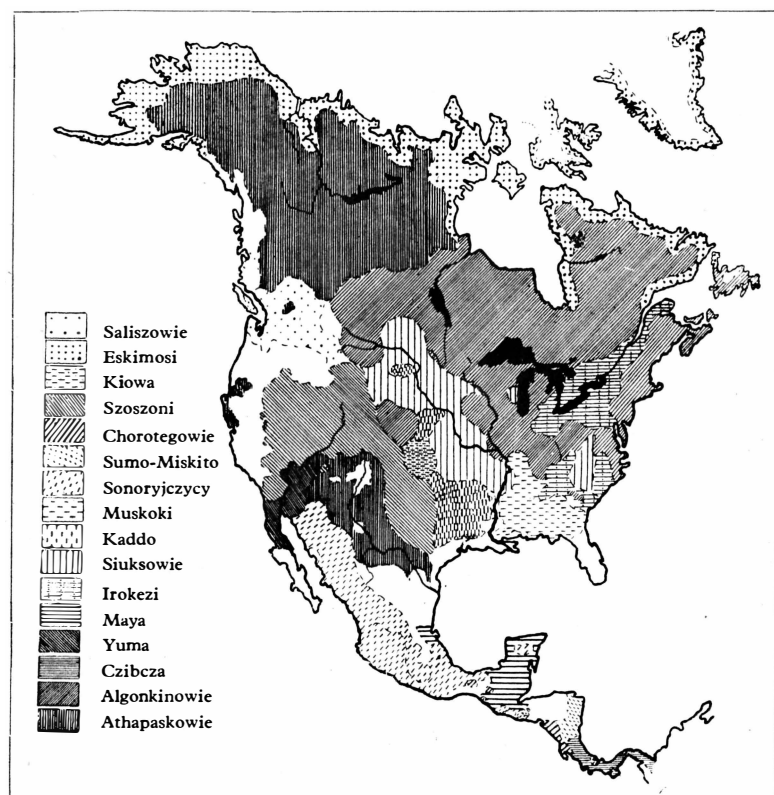 Saliszowie
Eskimosi
Kiowa
Szoszoni
Chorotegowie
Sumo-Miskito
Sonoryjczycy
Muskoki
Kaddo
Siuksowie
Irokezi
Maya
Yuma
Czibcza
Algonkinowie
Athapaskowie